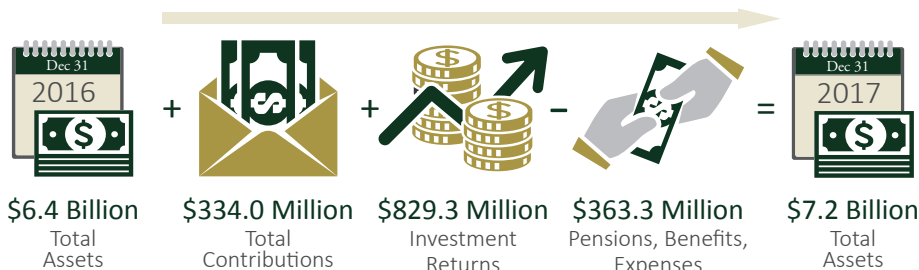 Dec 31
2016
$
+
$
+
$
$
−
$
=
Dec 31
2017
$
$6.4 Billion
Total
Assets
$334.0 Million
Total
Contributions
$829.3 Million
Investment
Returns
$363.3 Million
Pensions, Benefits,
Expenses
$7.2 Billion
Total
Assets